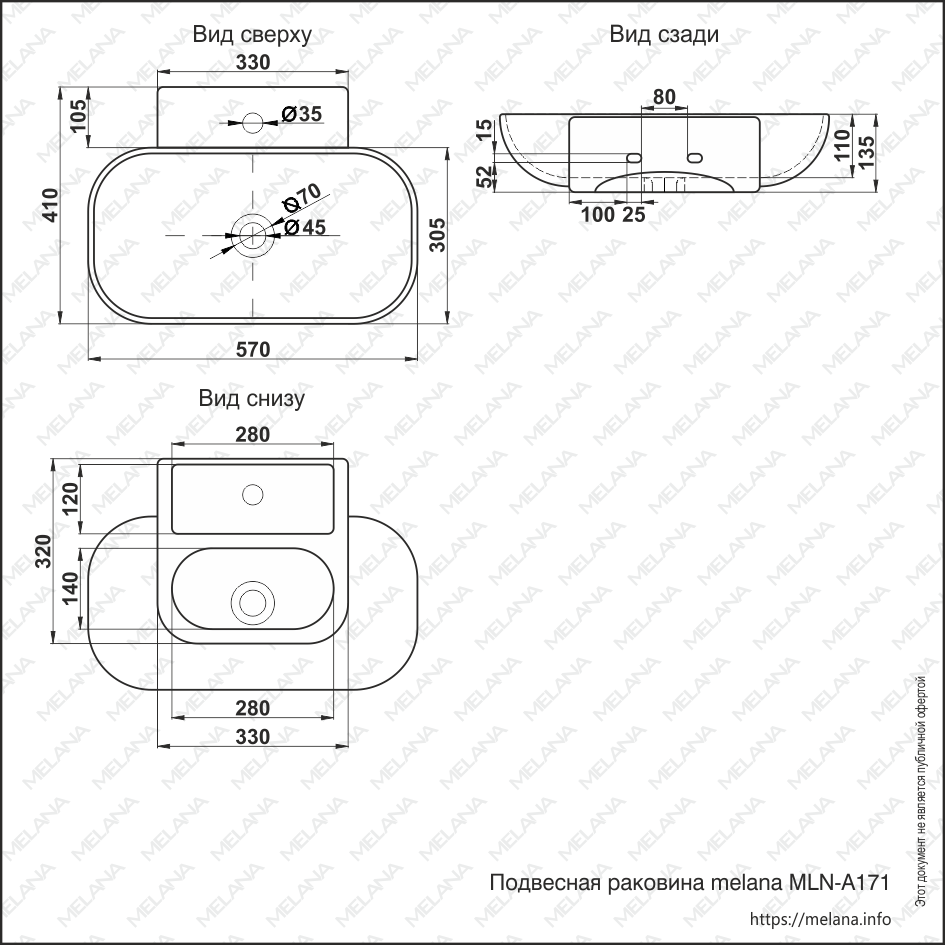 Вид сверху
330
105
Ø35
410
Ø70
Ø45
305
570
Вид сзади
80
15
52
110
135
100 25
Вид снизу
280
120
320
140
280
330
Этот документ не является публичной офертой
Подвесная раковина melana MLN-A171
https://melana.info
MELANA